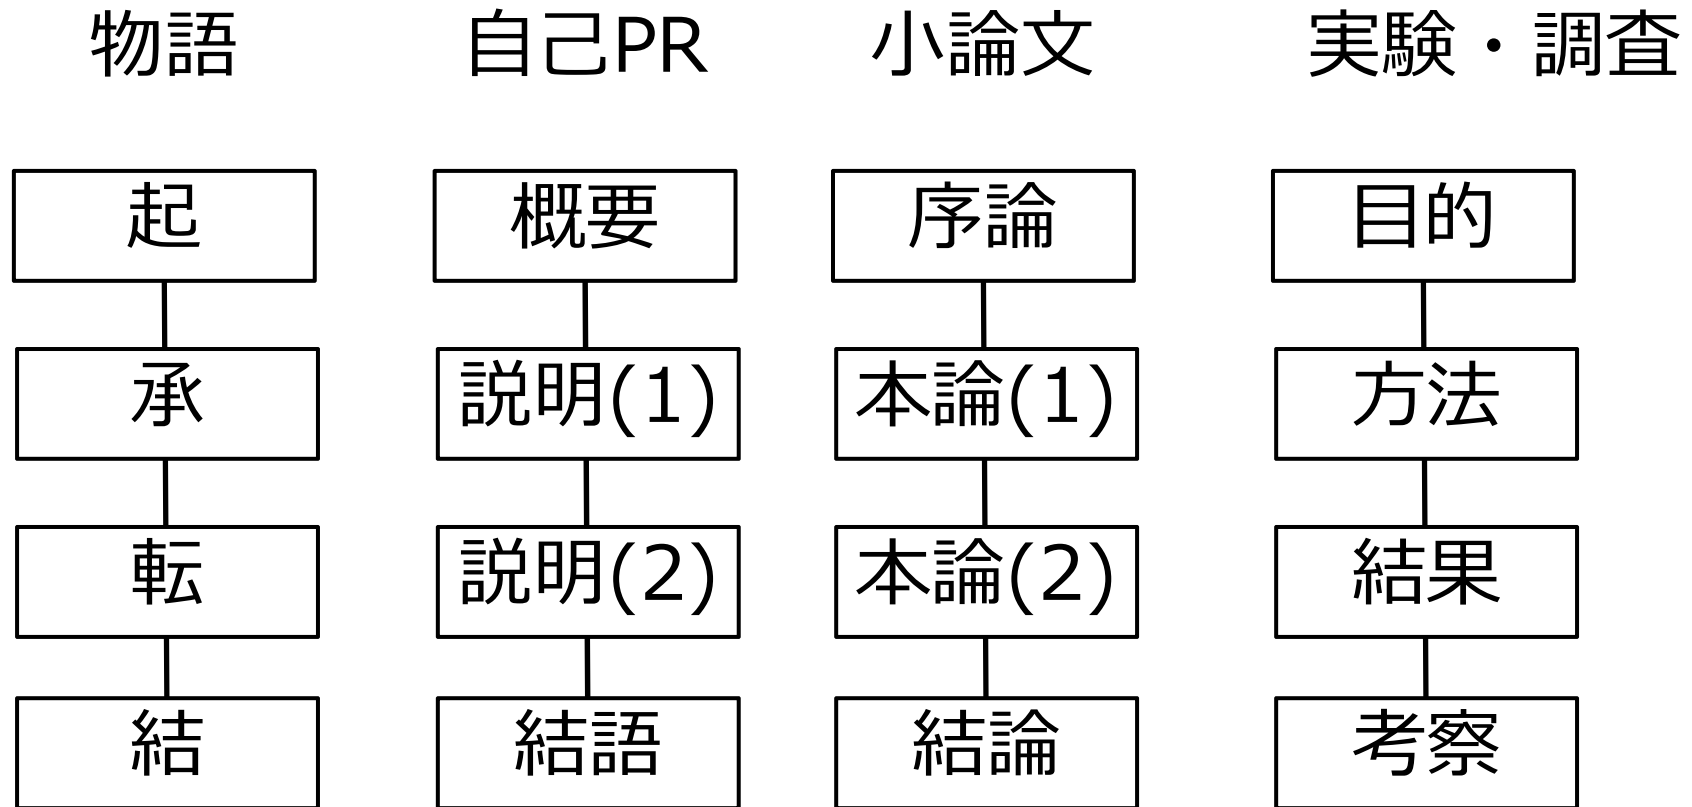 物語 自己PR 小論文 実験・調査
起 概要 序論 目的
承 説明(1) 本論(1) 方法
転 説明(2) 本論(2) 結果
結 結語 結論 考察